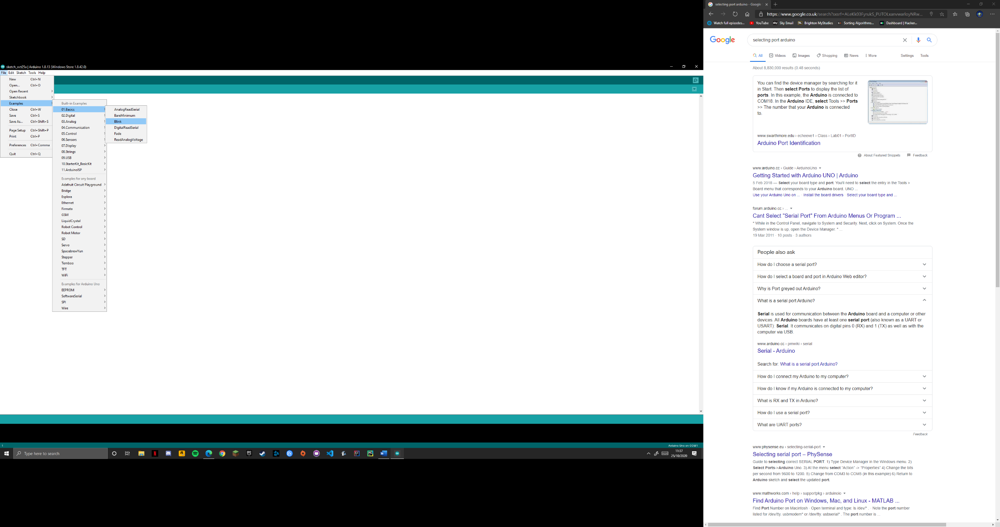 sketch_oct25a | Arduino 1.8.13 (Windows Store 1.8.42.0)
File Edit Sketch Tools Help
New Ctrl+N
Open... Ctrl+O
Open Recent
Sketchbook
Examples
Close Ctrl+W
Save Ctrl+S
Save As... Ctrl+Shift+S
Page Setup Ctrl+Shift+P
Print Ctrl+P
Preferences Ctrl+Comma
Quit Ctrl+Q
Built-in Examples
01.Basics
02.Digital
03.Analog
04.Communication
05.Control
06.Sensors
07.Display
08.Strings
09.USB
10.StarterKit_BasicKit
11.ArduinoISP
Examples for any board
Adafruit Circuit Playground
Bridge
Esplora
Ethernet
Firmata
GSM
LiquidCrystal
Robot Control
Robot Motor
SD
Servo
SpacebrewYun
Stepper
Temboo
TFT
WiFi
Examples for Arduino Uno
EEPROM
SoftwareSerial
SPI
Wire
AnalogReadSerial
BareMinimum
Blink
DigitalReadSerial
Fade
ReadAnalogVoltage
1
Arduino Uno on COM1
Type here to search
11:37
25/10/2020
selecting port arduino - Google
https://www.google.co.uk/search?sxsrf=ALeKk03FyrukS_PUTOLxanvwarloyNRw...
Watch full episodes... YouTube sky Sky Email Brighton MyStudies Sorting Algorithms... Dashboard | Hacker...
Google
selecting port arduino
All Videos Images Shopping News More Settings Tools
About 8,830,000 results (0.48 seconds)
You can find the device manager by searching for it
in Start. Then select Ports to display the list of
ports. In this example, the Arduino is connected to
COM18. In the Arduino IDE, select Tools >> Ports
>> The number that your Arduino is connected
to.
www.swarthmore.edu › echeeve1 › Class › Lab01 › PortID
Arduino Port Identification
About Featured Snippets Feedback
www.arduino.cc › Guide › ArduinoUno
Getting Started with Arduino UNO | Arduino
5 Feb 2018 — Select your board type and port. You'll need to select the entry in the Tools >
Board menu that corresponds to your Arduino board. UNO ...
Use your Arduino Uno on ... · Install the board drivers · Select your board type and ...
forum.arduino.cc › ...
Cant Select "Serial Port" From Arduino Menus Or Program ...
* While in the Control Panel, navigate to System and Security. Next, click on System. Once the
System window is up, open the Device Manager. * ...
19 Mar 2011 · 10 posts · 3 authors
People also ask
How do I choose a serial port?
How do I select a board and port in Arduino Web editor?
Why is Port greyed out Arduino?
What is a serial port Arduino?
Serial is used for communication between the Arduino board and a computer or other
devices. All Arduino boards have at least one serial port (also known as a UART or
USART): Serial. It communicates on digital pins 0 (RX) and 1 (TX) as well as with the
computer via USB.
www.arduino.cc › pmwiki › serial
Serial - Arduino
Search for: What is a serial port Arduino?
How do I connect my Arduino to my computer?
How do I know if my Arduino is connected to my computer?
What is RX and TX in Arduino?
How do I use a serial port?
What are UART ports?
Feedback
www.physense.eu › selecting-serial-port
Selecting serial port – PhySense
Guide to selecting correct SERIAL PORT. 1) Type Device Manager in the Windows menu. 2)
Select Ports->Arduino Uno. 3) At the menu select "Action" -> "Properties" 4) Change the bits
per second from 9600 to 1200. 5) Change from COM3 to COM5 (in this example) 6) Return to
Arduino sketch and select the updated port.
www.mathworks.com › help › supportpkg › arduinoio
Find Arduino Port on Windows, Mac, and Linux - MATLAB ...
Find Port Number on Macintosh · Open terminal and type: ls /dev/* . · Note the port number
listed for /dev/tty. usbmodem* or /dev/tty. usbserial* . The port number is ...